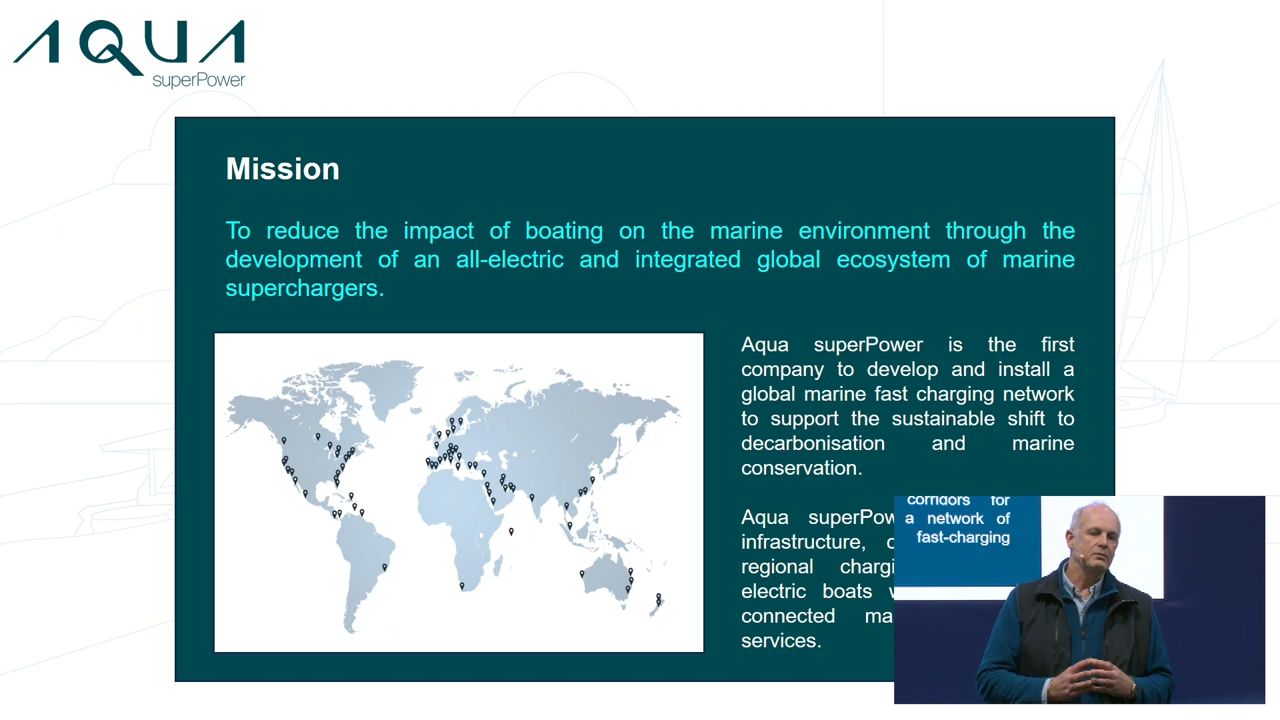 AQUA
superPower
Mission
To reduce the impact of boating on the marine environment through the
development of an all-electric and integrated global ecosystem of marine
superchargers.
Aqua superPower is the first
company to develop and install a
global marine fast charging network
to support the sustainable shift to
decarbonisation and marine
conservation.
Aqua
infrastructure,
regional
electric boats
connected
services.
corridors for
a network of
fast-charging